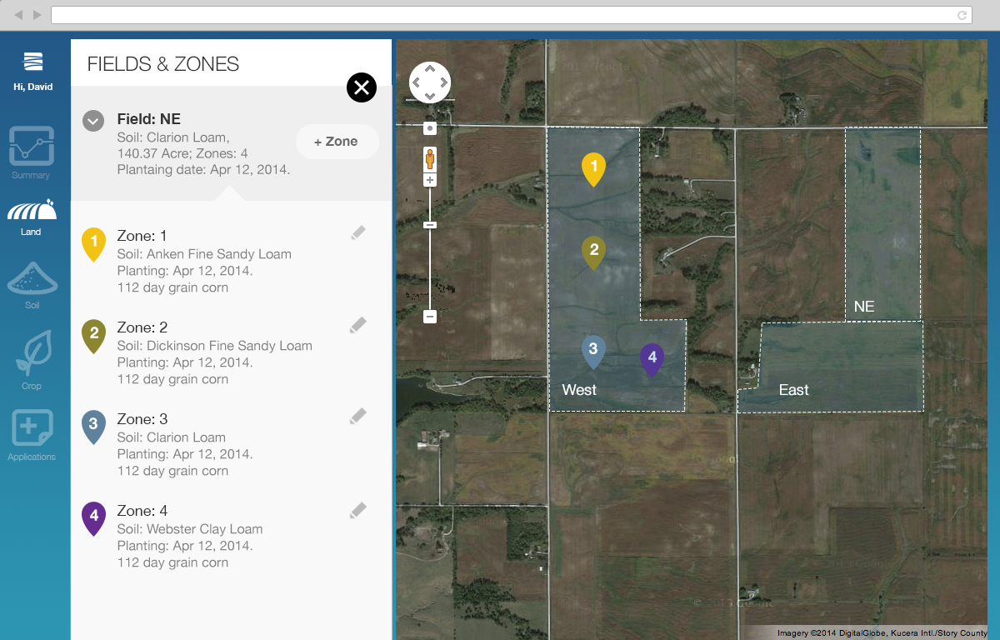 Hi, David
Summary
Land
Soil
Crop
Applications
FIELDS & ZONES
Field: NE
Soil: Clarion Loam,
140.37 Acre; Zones: 4
Plantaing date: Apr 12, 2014.
+ Zone
1
Zone: 1
Soil: Anken Fine Sandy Loam
Planting: Apr 12, 2014.
112 day grain corn
2
Zone: 2
Soil: Dickinson Fine Sandy Loam
Planting: Apr 12, 2014.
112 day grain corn
3
Zone: 3
Soil: Clarion Loam
Planting: Apr 12, 2014.
112 day grain corn
4
Zone: 4
Soil: Webster Clay Loam
Planting: Apr 12, 2014.
112 day grain corn
1
2
3
4
West
NE
East
© 2013 Google
Imagery ©2014 DigitalGlobe, Kucera Intl./Story County